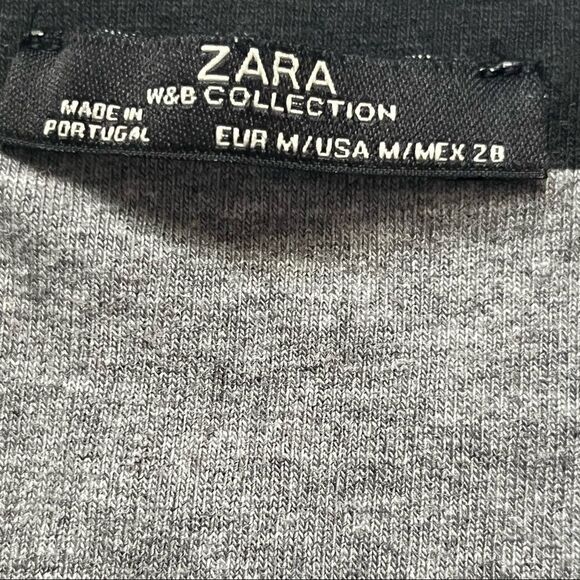 ZARA
W&B COLLECTION
MADE IN
PORTUGAL
EUR M/USA M/MEX 28